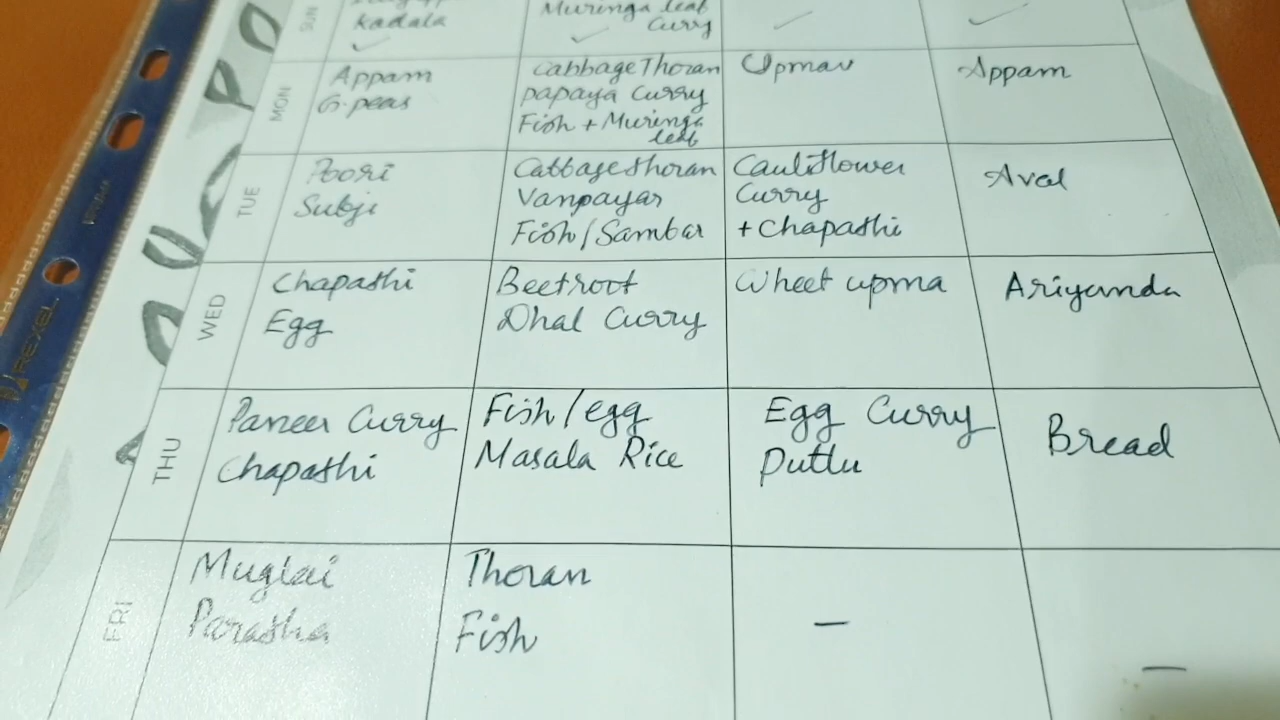 SUN
Kadala
Muringa leaf
Curry
MON
Appam
G.peas
Cabbage Thoran
papaya Curry
Fish + Muringa
leaf
Upmav
Appam
TUE
Poori
Subji
Cabbage thoran
Vanpayar
Fish/Sambar
Cauliflower
Curry
+ Chapathi
Aval
WED
Chapathi
Egg
Beetroot
Dhal Curry
Wheet upma
Ariyunda
THU
Paneer Curry
Chapathi
Fish/egg
Masala Rice
Egg Curry
Puttu
Bread
FRI
Muglai
Paratha
Thoran
Fish
—
—
REXEL